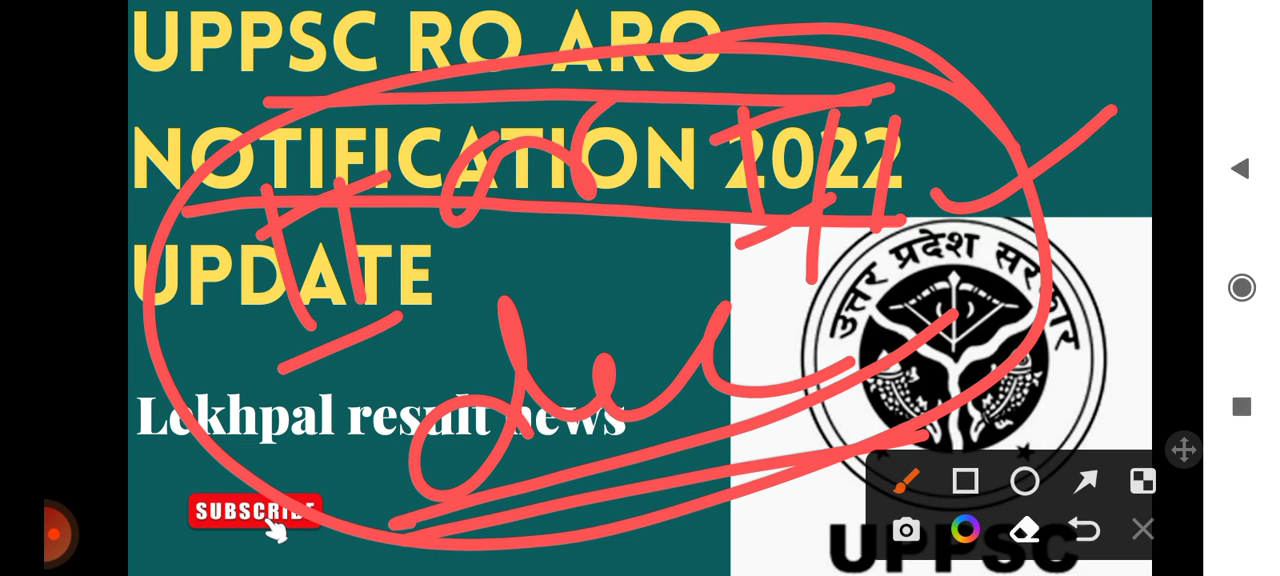 UPPSC RO ARO
NOTIFICATION 2022
UPDATE
Lekhpal result news
SUBSCRIBE
उत्तर प्रदेश सरकार
UPPSC